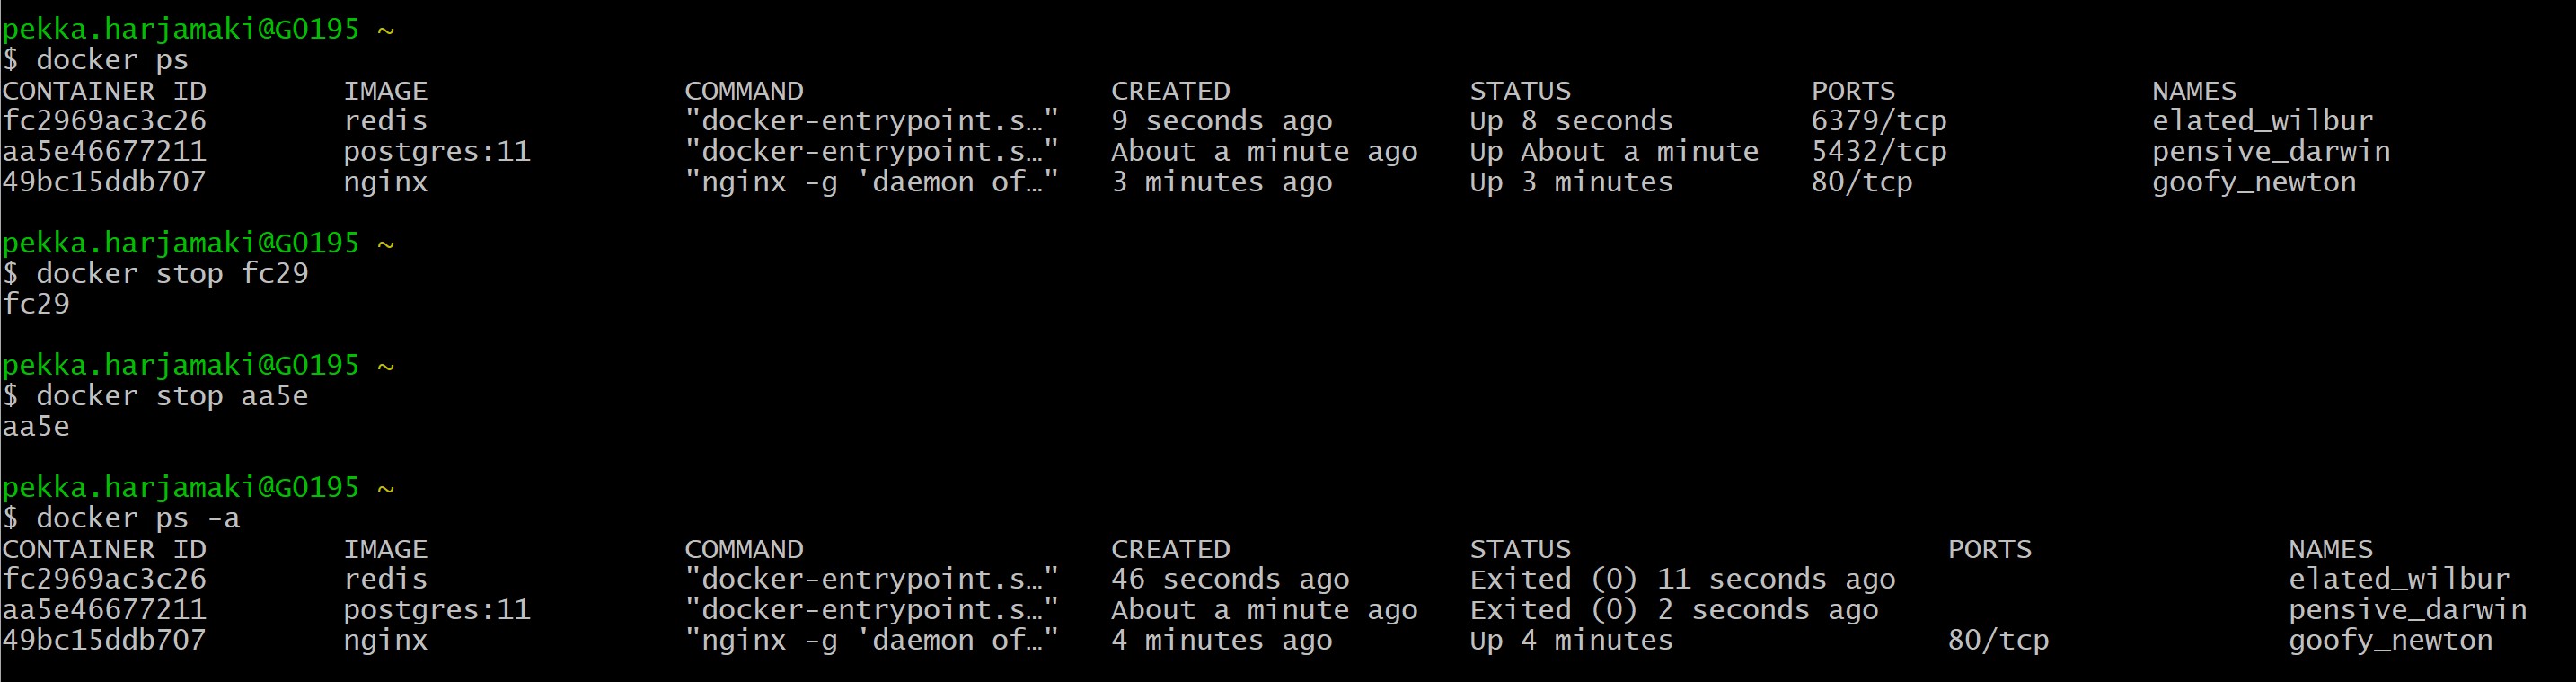 pekka.harjamaki@GO195 ~
$ docker ps
CONTAINER ID        IMAGE               COMMAND                  CREATED              STATUS              PORTS               NAMES
fc2969ac3c26        redis               "docker-entrypoint.s…"   9 seconds ago        Up 8 seconds        6379/tcp            elated_wilbur
aa5e46677211        postgres:11         "docker-entrypoint.s…"   About a minute ago   Up About a minute   5432/tcp            pensive_darwin
49bc15ddb707        nginx               "nginx -g 'daemon of…"   3 minutes ago        Up 3 minutes        80/tcp              goofy_newton
pekka.harjamaki@GO195 ~
$ docker stop fc29
fc29
pekka.harjamaki@GO195 ~
$ docker stop aa5e
aa5e
pekka.harjamaki@GO195 ~
$ docker ps -a
CONTAINER ID        IMAGE               COMMAND                  CREATED              STATUS                      PORTS               NAMES
fc2969ac3c26        redis               "docker-entrypoint.s…"   46 seconds ago       Exited (0) 11 seconds ago                       elated_wilbur
aa5e46677211        postgres:11         "docker-entrypoint.s…"   About a minute ago   Exited (0) 2 seconds ago                        pensive_darwin
49bc15ddb707        nginx               "nginx -g 'daemon of…"   4 minutes ago        Up 4 minutes                80/tcp              goofy_newton